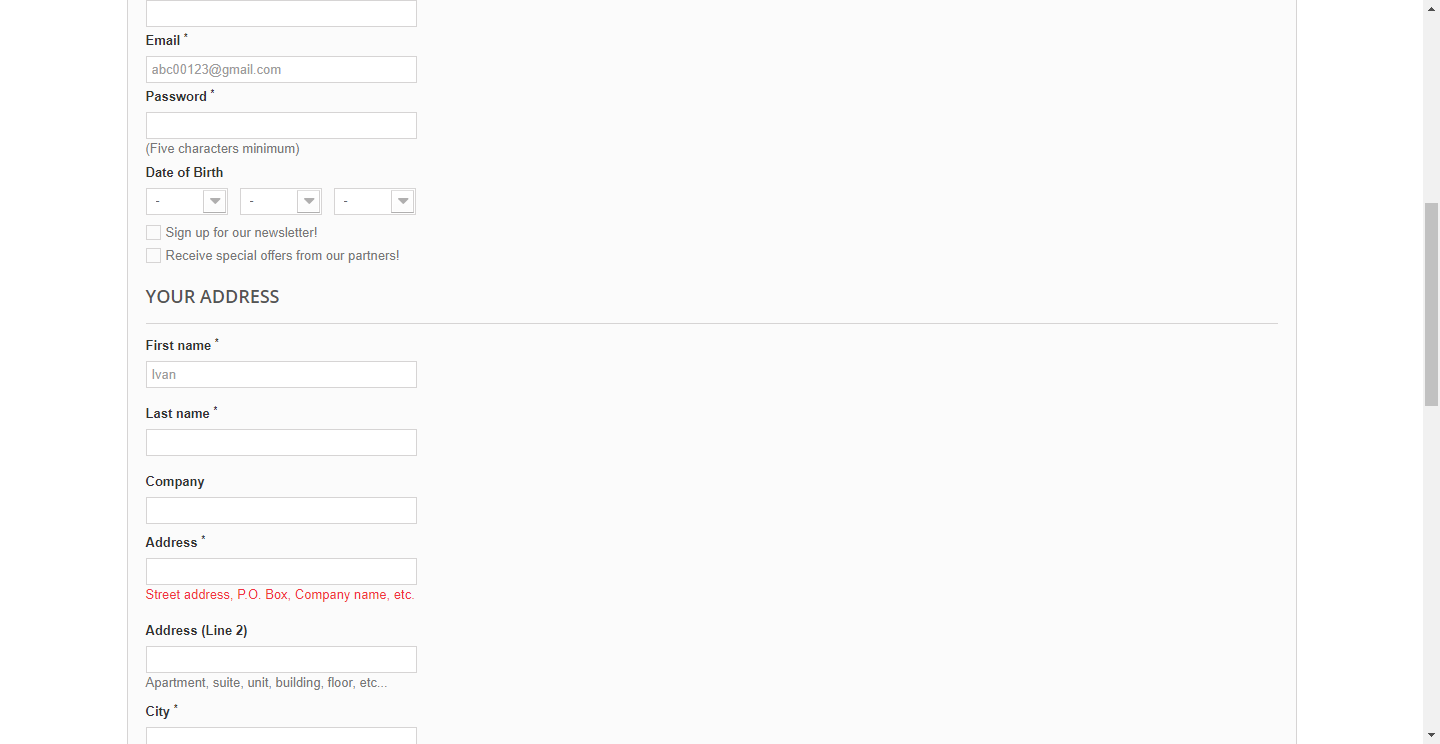 Email *
abc00123@gmail.com
Password *
(Five characters minimum)
Date of Birth
- - -
Sign up for our newsletter!
Receive special offers from our partners!
YOUR ADDRESS
First name *
Ivan
Last name *
Company
Address *
Street address, P.O. Box, Company name, etc.
Address (Line 2)
Apartment, suite, unit, building, floor, etc...
City *